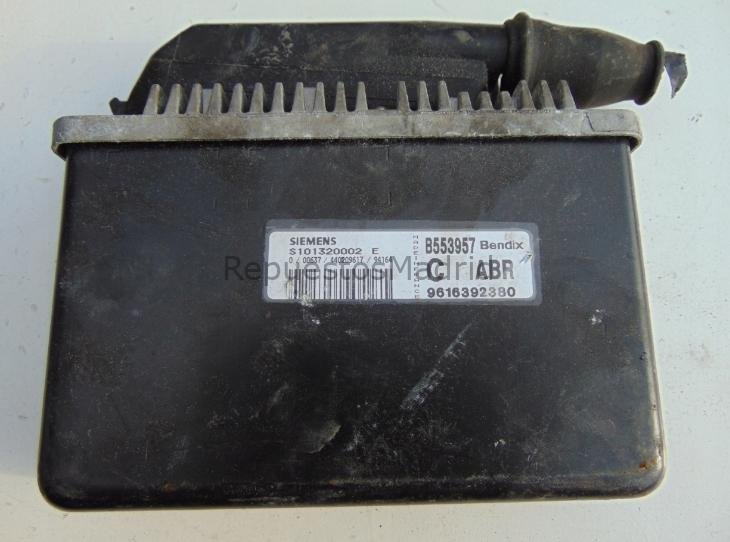 SIEMENS
S101320002 E
B553957 Bendix
C ABR
9616392380
RepuestosMadrid